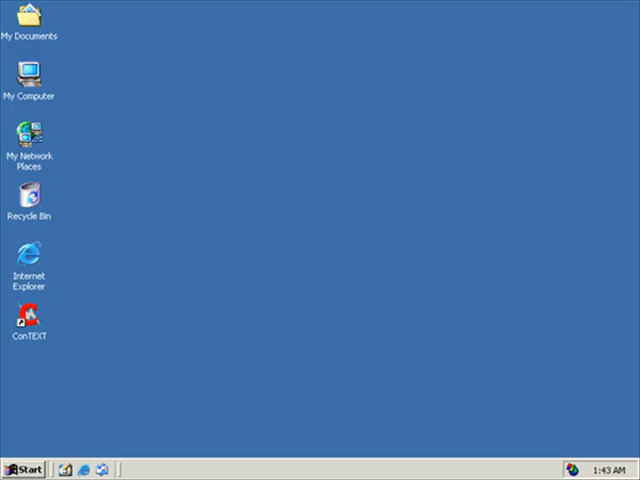 My Documents
My Computer
My Network
Places
Recycle Bin
Internet
Explorer
ConTEXT
Start
1:43 AM